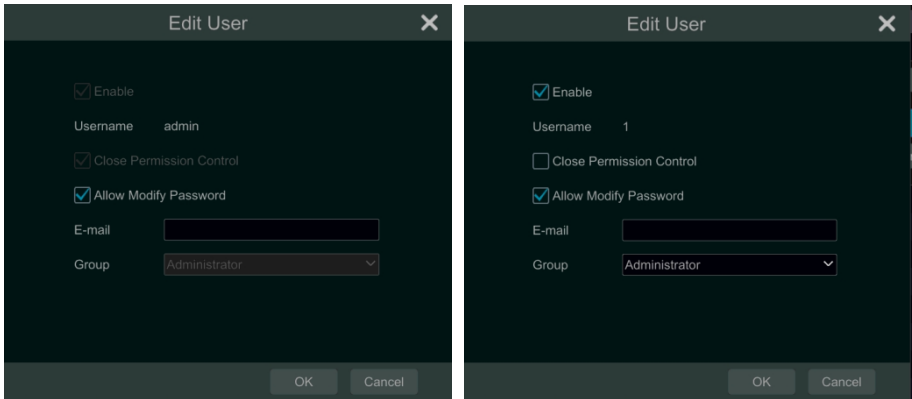 Edit User
Enable
Username admin
Close Permission Control
Allow Modify Password
E-mail
Group Administrator
OK Cancel
Edit User
Enable
Username 1
Close Permission Control
Allow Modify Password
E-mail
Group Administrator
OK Cancel